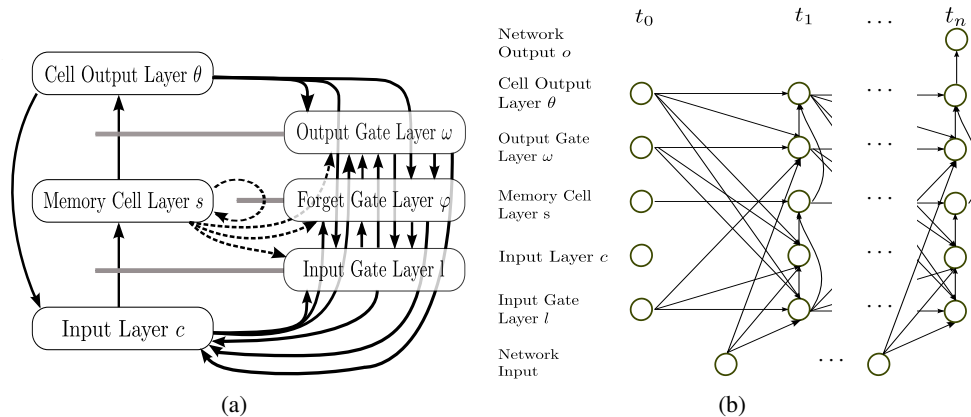 Cell Output Layer θ
Output Gate Layer ω
Memory Cell Layer s
Forget Gate Layer φ
Input Gate Layer l
Input Layer c
(a)
t0
t1
...
tn
Network
Output o
Cell Output
Layer θ
...
Output Gate
Layer ω
...
Memory Cell
Layer s
...
Input Layer c
...
Input Gate
Layer l
...
Network
Input
...
(b)